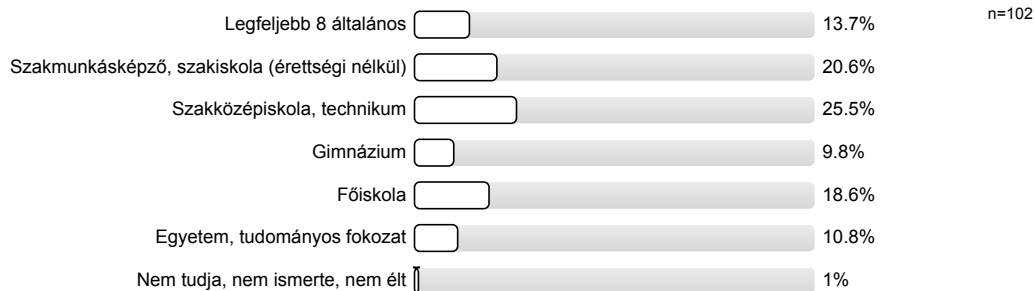 Legfeljebb 8 általános 13.7% n=102
Szakmunkásképző, szakiskola (érettségi nélkül) 20.6%
Szakközépiskola, technikum 25.5%
Gimnázium 9.8%
Főiskola 18.6%
Egyetem, tudományos fokozat 10.8%
Nem tudja, nem ismerte, nem élt 1%